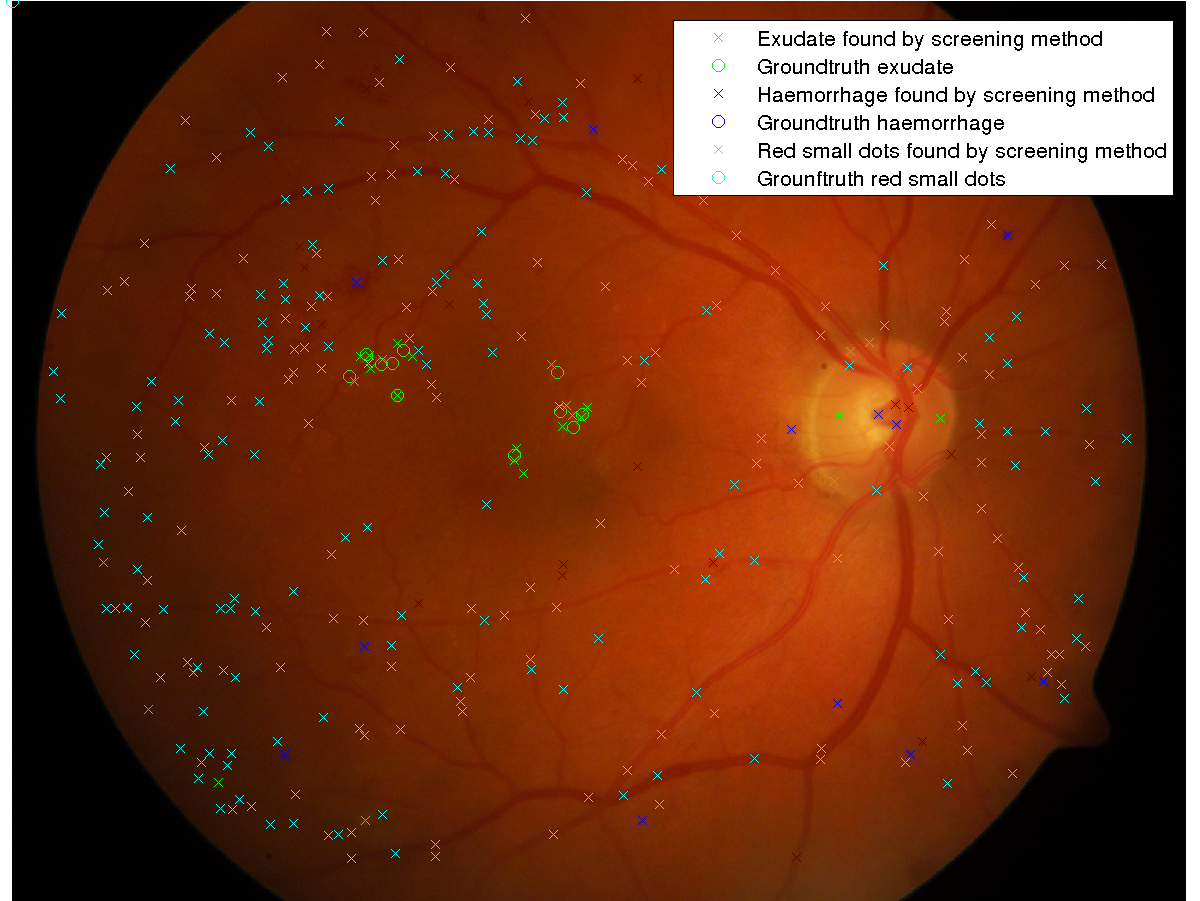 Exudate found by screening method
Groundtruth exudate
Haemorrhage found by screening method
Groundtruth haemorrhage
Red small dots found by screening method
Grounftruth red small dots